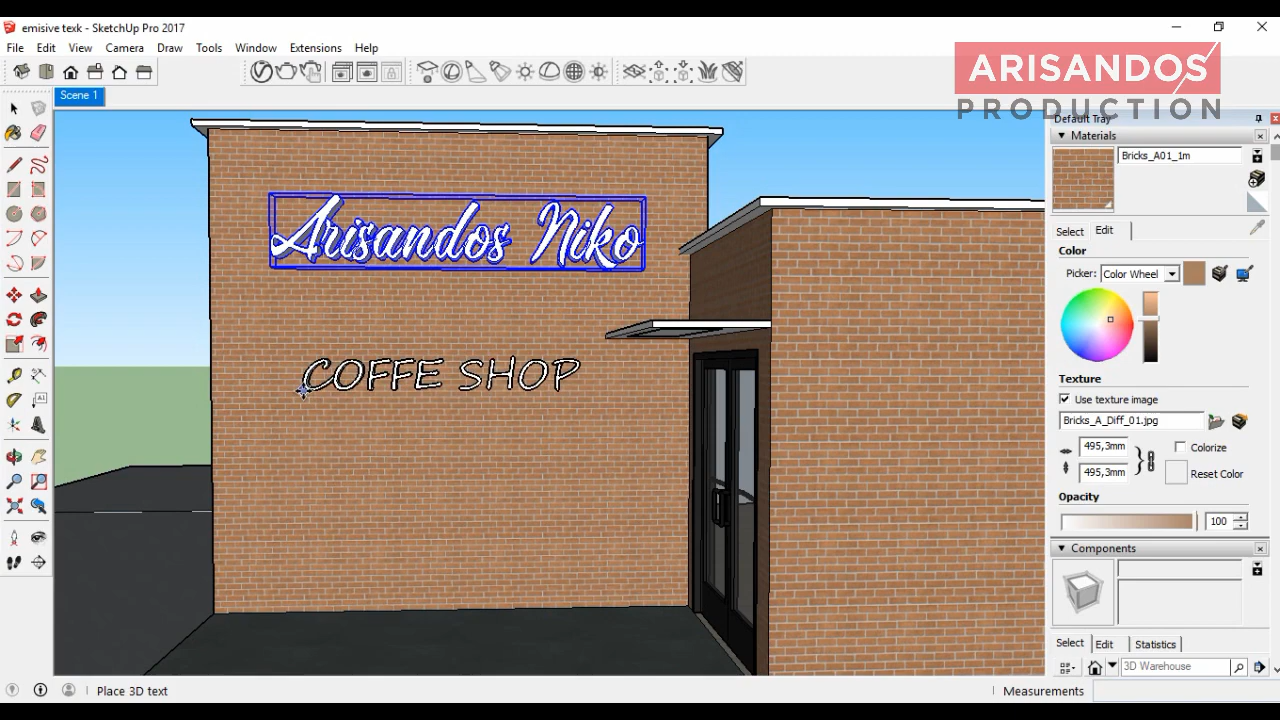 emisive texk - SketchUp Pro 2017
File Edit View Camera Draw Tools Window Extensions Help
ARISANDOS
PRODUCTION
Scene 1
Default Tray
Materials
Bricks_A01_1m
Select Edit
Color
Picker: Color Wheel
Texture
Use texture image
Bricks_A_Diff_01.jpg
495,3mm
Colorize
495,3mm
Reset Color
Opacity
100
Components
Select Edit Statistics
3D Warehouse
Arisandos Niko
COFFE SHOP
A1
Place 3D text
Measurements